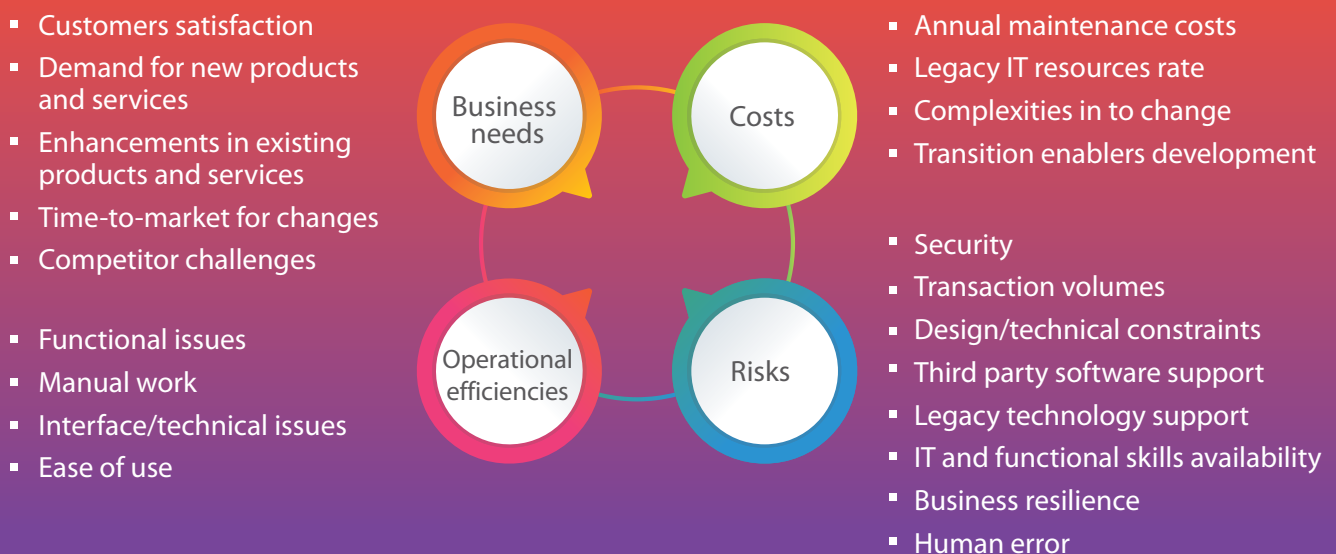 Customers satisfaction
Demand for new products
and services
Enhancements in existing
products and services
Time-to-market for changes
Competitor challenges
Business
needs
Costs
Annual maintenance costs
Legacy IT resources rate
Complexities in to change
Transition enablers development
Functional issues
Manual work
Interface/technical issues
Ease of use
Operational
efficiencies
Risks
Security
Transaction volumes
Design/technical constraints
Third party software support
Legacy technology support
IT and functional skills availability
Business resilience
Human error